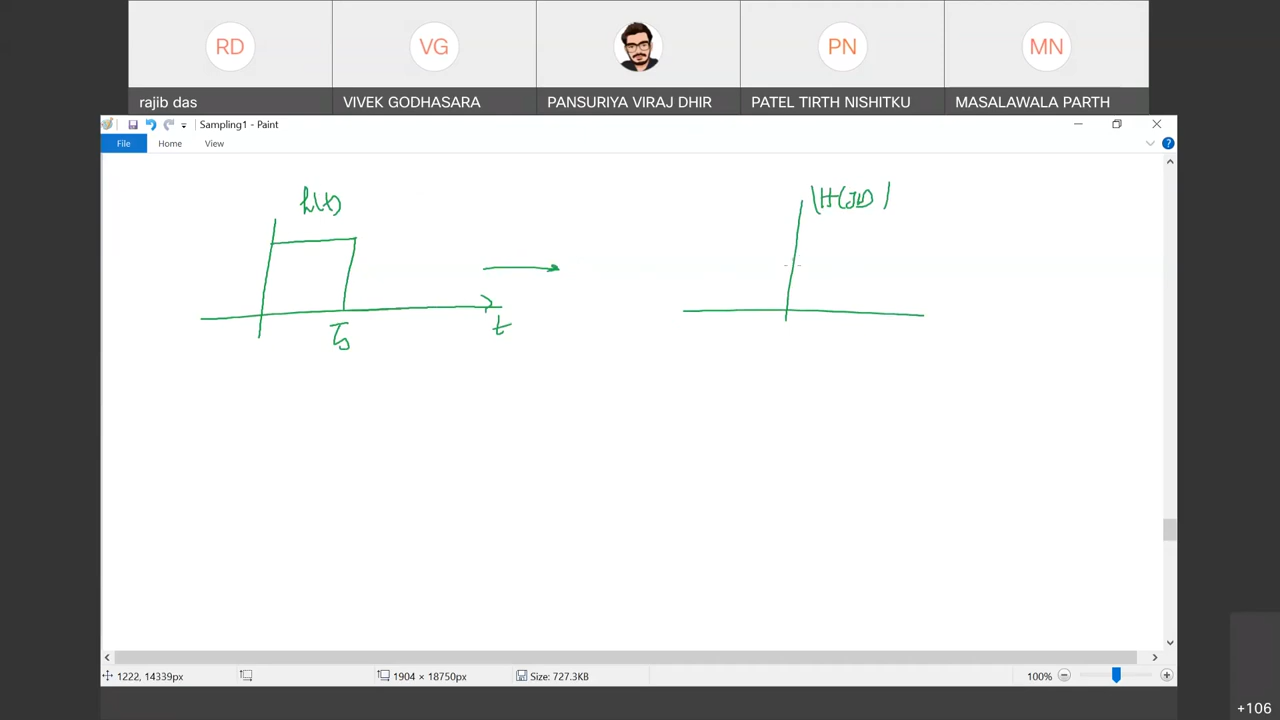 RD
VG
PN
MN
rajib das
VIVEK GODHASARA
PANSURIYA VIRAJ DHIR
PATEL TIRTH NISHITKU
MASALAWALA PARTH
Sampling1 - Paint
File Home View
h(t)
|H(jω)|
Ts
t
1222, 14339px
1904 × 18750px
Size: 727.3KB
100%
+106